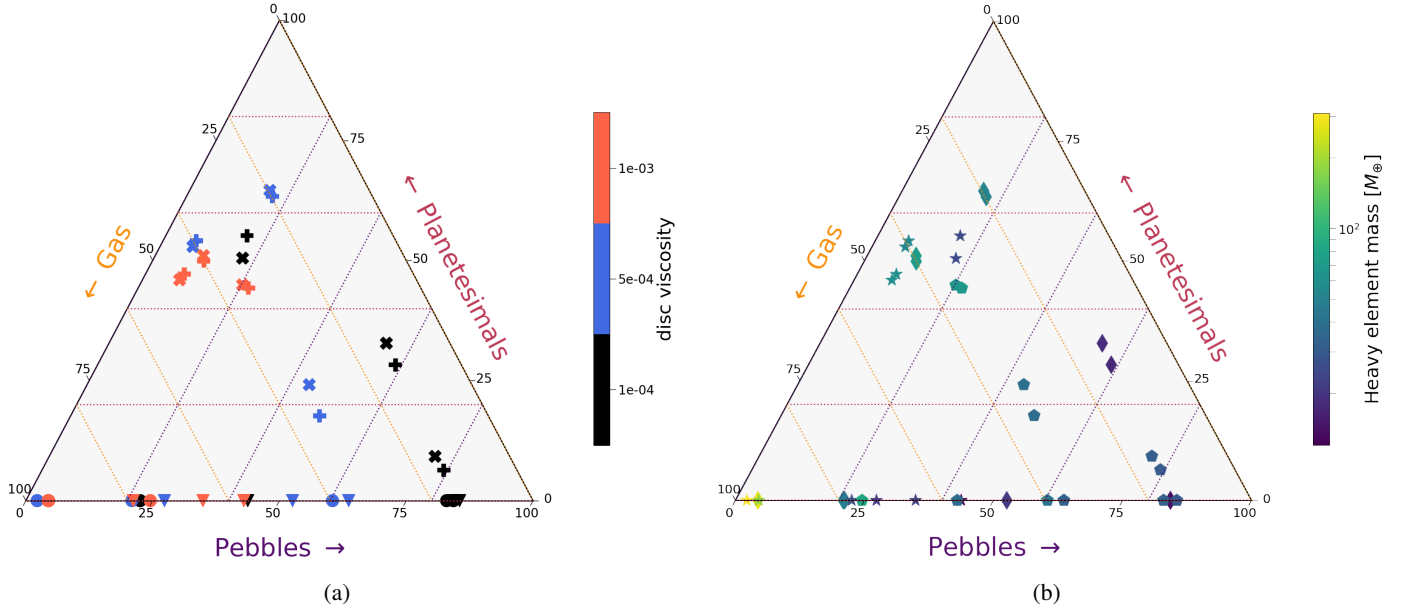 0
100
25
75
← Gas
50
← Planetesimals
50
75
25
100
0
0
25
50
75
100
Pebbles →
1e-03
5e-04
1e-04
disc viscosity
(a)
0
100
25
75
← Gas
50
← Planetesimals
50
75
25
100
0
0
25
50
75
100
Pebbles →
10²
Heavy element mass [M⊕]
(b)